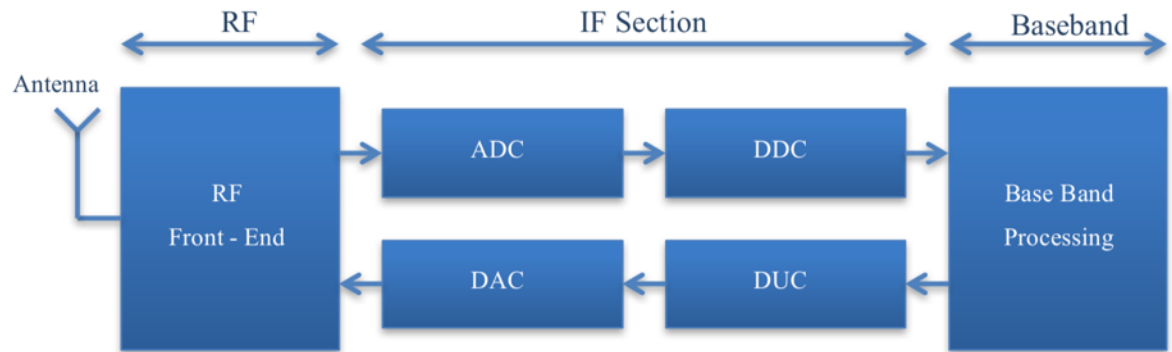 RF
IF Section
Baseband
Antenna
ADC
DDC
RF
Front - End
Base Band
Processing
DAC
DUC